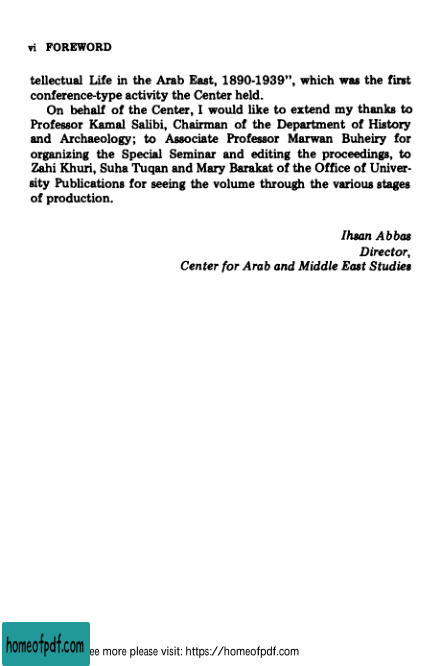 vi FOREWORD
tellectual Life in the Arab East, 1890-1939", which was the first
conference-type activity the Center held.
On behalf of the Center, I would like to extend my thanks to
Professor Kamal Salibi, Chairman of the Department of History
and Archaeology; to Associate Professor Marwan Buheiry for
organizing the Special Seminar and editing the proceedings, to
Zahi Khuri, Suha Tuqan and Mary Barakat of the Office of Univer-
sity Publications for seeing the volume through the various stages
of production.
Ihsan Abbas
Director,
Center for Arab and Middle East Studies
homeofpdf.com ee more please visit: https://homeofpdf.com